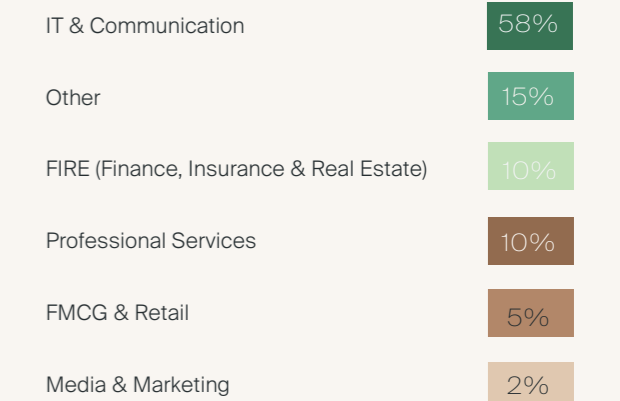 IT & Communication 58%
Other 15%
FIRE (Finance, Insurance & Real Estate) 10%
Professional Services 10%
FMCG & Retail 5%
Media & Marketing 2%